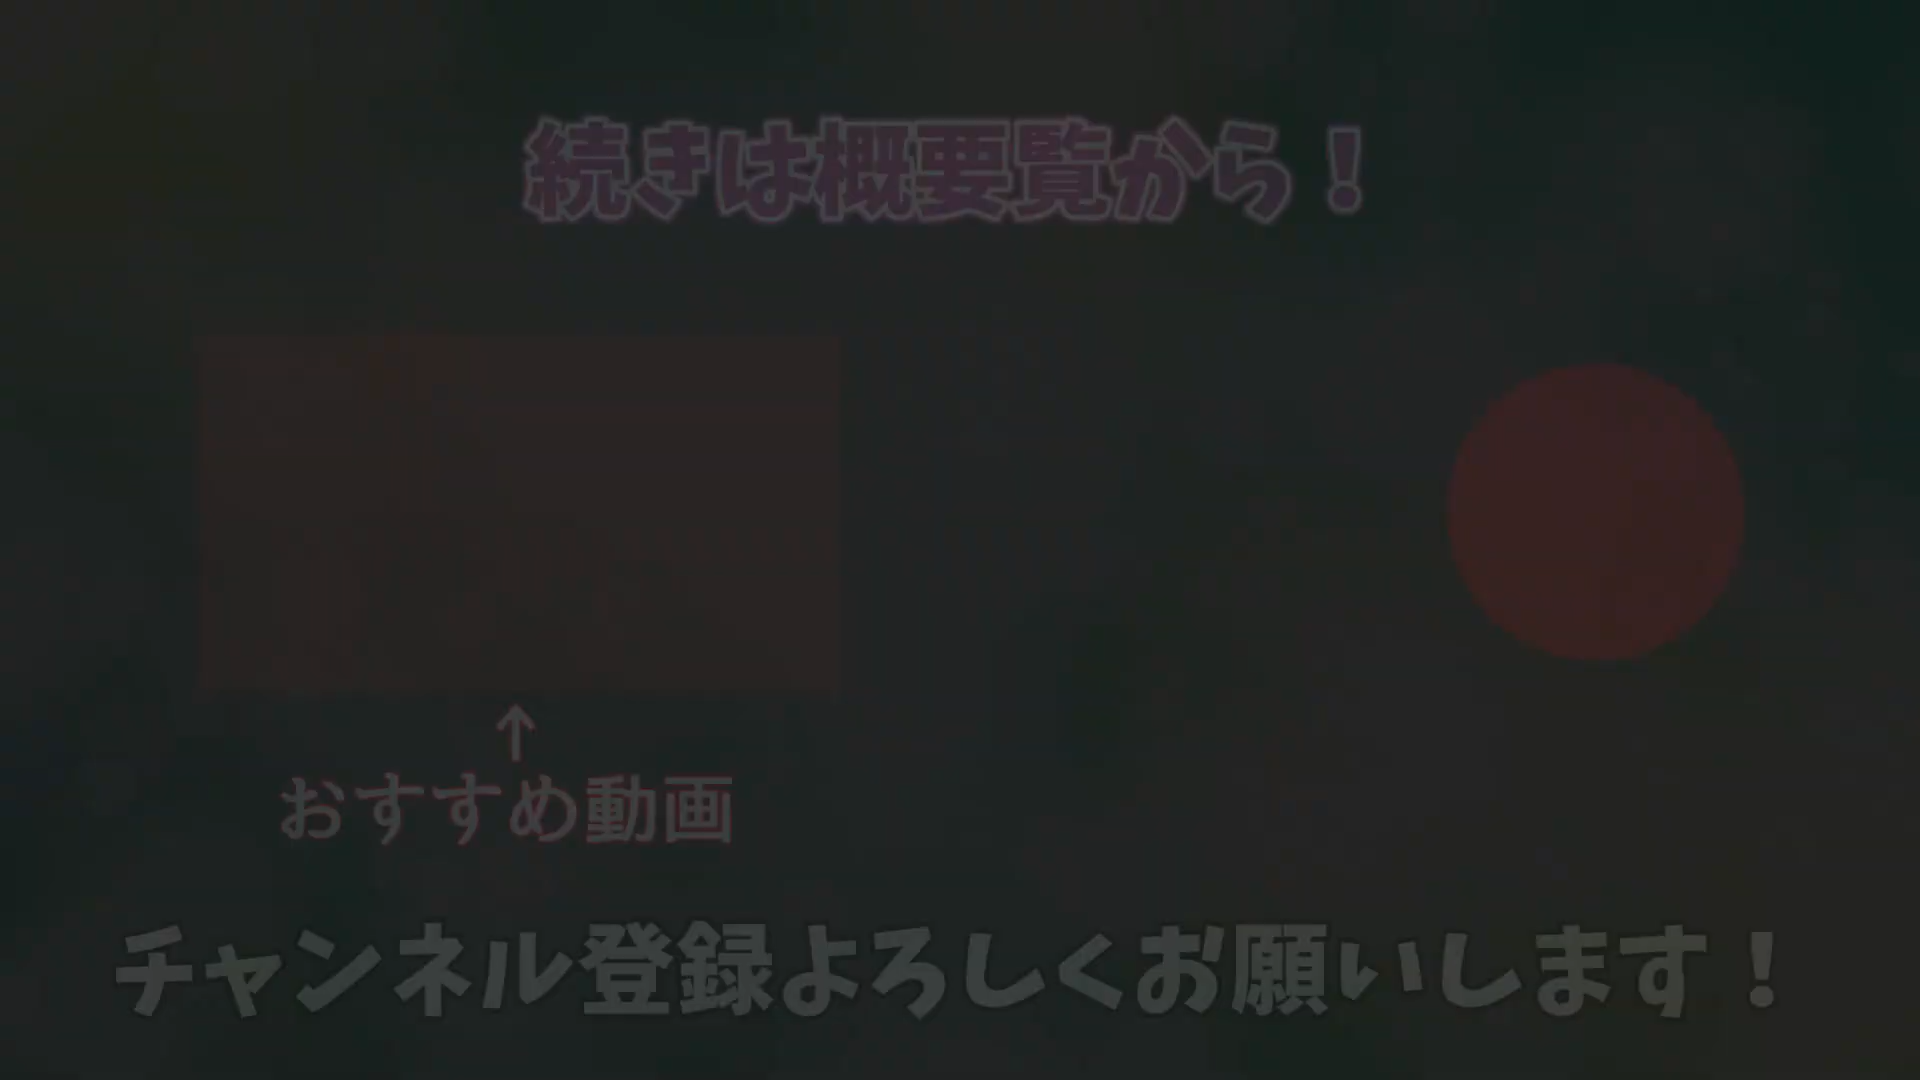 続きは概要覧から！
↑
おすすめ動画
チャンネル登録よろしくお願いします！